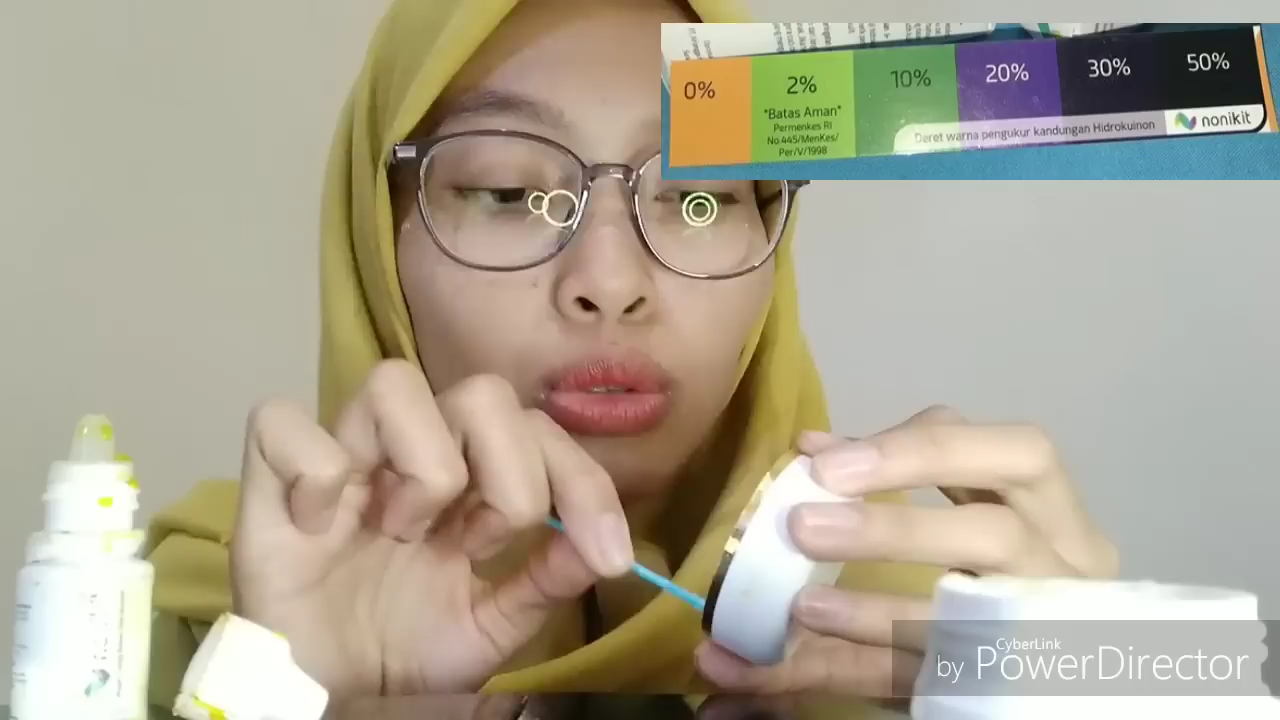 0%
2%
10%
20%
30%
50%
"Batas Aman"
Permenkes RI
No.445/MenKes/
Per/V/1998
Deret warna pengukur kandungan Hidrokuinon
nonikit
CyberLink
by PowerDirector